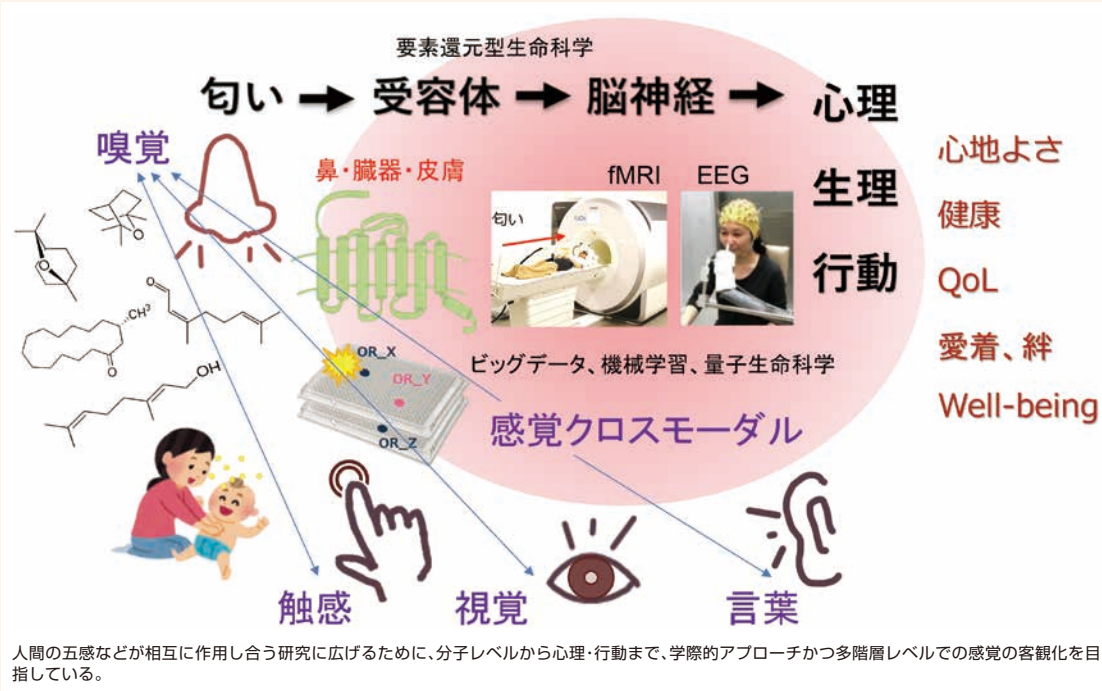 要素還元型生命科学
匂い → 受容体 → 脳神経 → 心理
嗅覚
鼻・臓器・皮膚
fMRI EEG
生理
匂い
行動
心地よさ
健康
QoL
愛着、絆
Well-being
O
O
O
CH3
O
OH
OR_X
OR_Y
OR_Z
ビッグデータ、機械学習、量子生命科学
感覚クロスモーダル
触感 視覚 言葉
人間の五感などが相互に作用し合う研究に広げるために、分子レベルから心理・行動まで、学際的アプローチかつ多階層レベルでの感覚の客観化を目
指している。